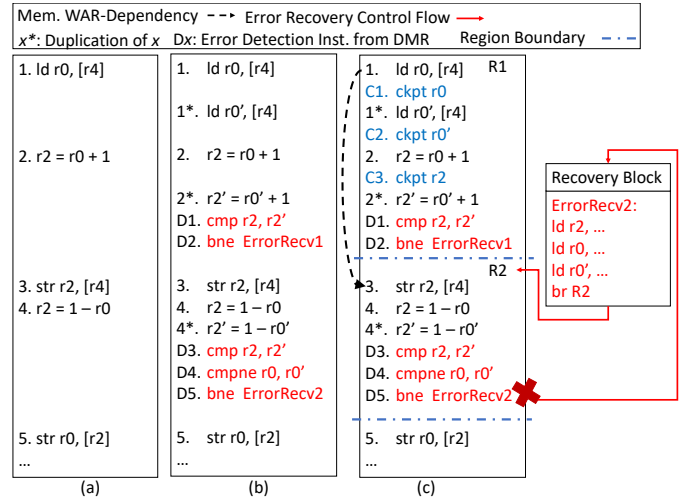 Mem. WAR-Dependency Error Recovery Control Flow
x*: Duplication of x Dx: Error Detection Inst. from DMR
Region Boundary
1. ld r0, [r4]
2. r2 = r0 + 1
3. str r2, [r4]
4. r2 = 1 – r0
5. str r0, [r2]
...
(a)
1. ld r0, [r4]
1*. ld r0', [r4]
2. r2 = r0 + 1
2*. r2' = r0' + 1
D1. cmp r2, r2'
D2. bne ErrorRecv1
3. str r2, [r4]
4. r2 = 1 – r0
4*. r2' = 1 – r0'
D3. cmp r2, r2'
D4. cmpne r0, r0'
D5. bne ErrorRecv2
5. str r0, [r2]
...
(b)
1. ld r0, [r4] R1
C1. ckpt r0
1*. ld r0', [r4]
C2. ckpt r0'
2. r2 = r0 + 1
C3. ckpt r2
2*. r2' = r0' + 1
D1. cmp r2, r2'
D2. bne ErrorRecv1
R2
3. str r2, [r4]
4. r2 = 1 – r0
4*. r2' = 1 – r0'
D3. cmp r2, r2'
D4. cmpne r0, r0'
D5. bne ErrorRecv2
5. str r0, [r2]
...
(c)
Recovery Block
ErrorRecv2:
ld r2, ...
ld r0, ...
ld r0', ...
br R2